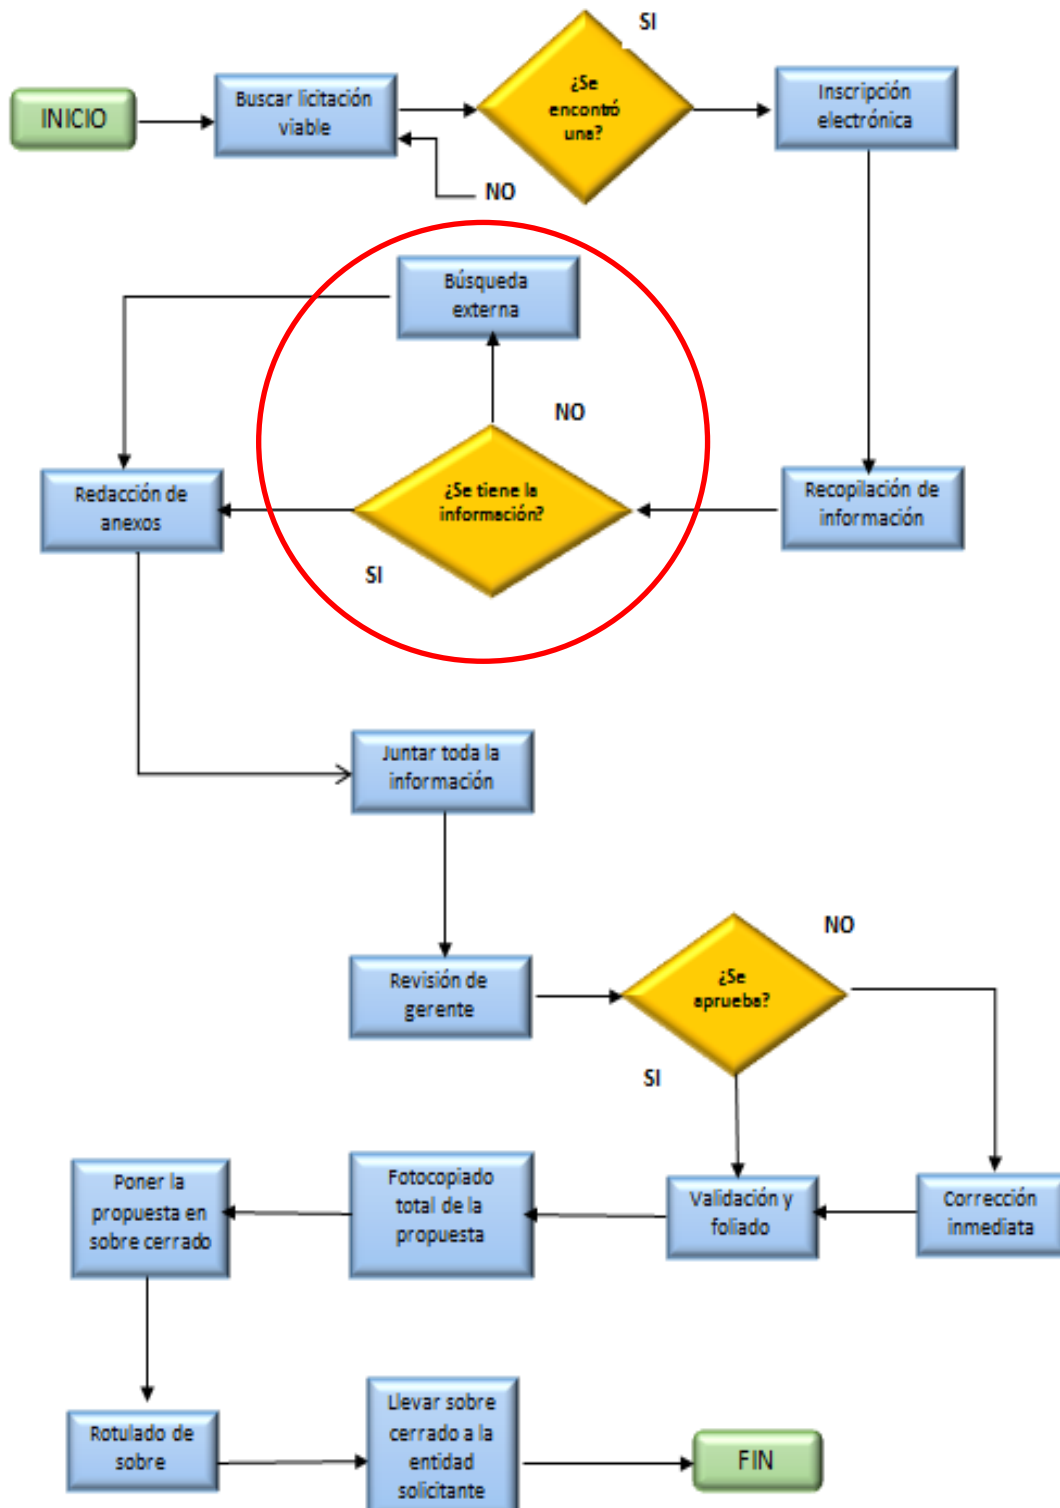 SI
INICIO
Buscar licitación
viable
¿Se
encontró
una?
Inscripción
electrónica
NO
Búsqueda
externa
NO
Redacción de
anexos
¿Se tiene la
información?
Recopilación de
información
SI
Juntar toda la
información
NO
Revisión de
gerente
¿Se
aprueba?
SI
Poner la
propuesta en
sobre cerrado
Fotocopiado
total de la
propuesta
Validación y
foliado
Corrección
inmediata
Rotulado de
sobre
Llevar sobre
cerrado a la
entidad
solicitante
FIN